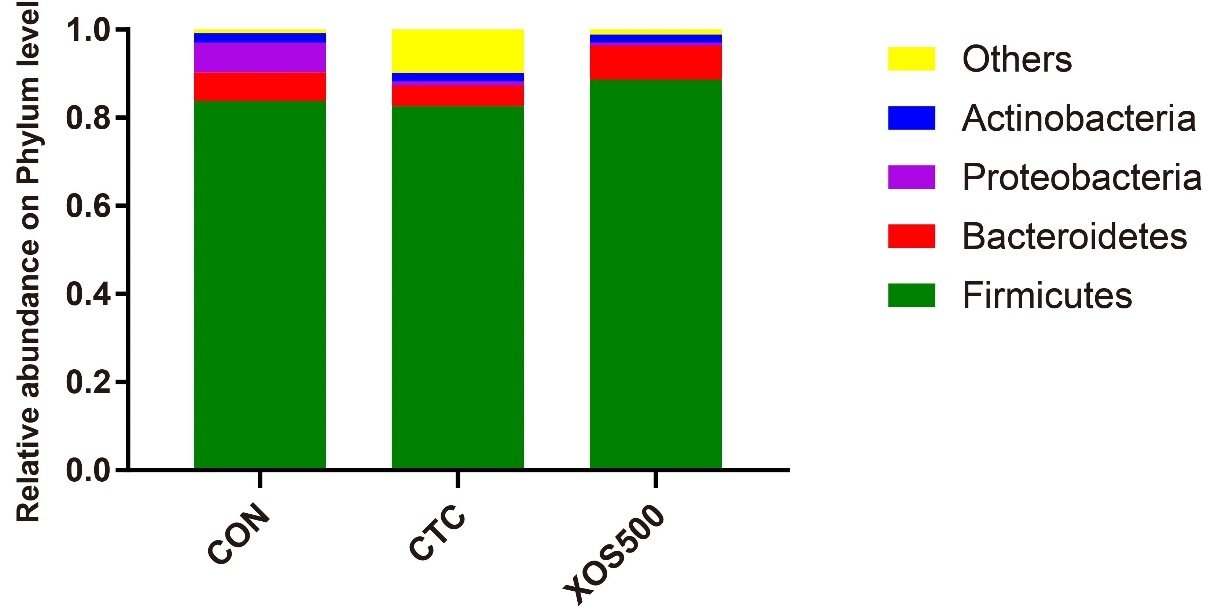 Relative abundance on Phylum level
1.0
0.8
0.6
0.4
0.2
0.0
CON
CTC
XOS500
Others
Actinobacteria
Proteobacteria
Bacteroidetes
Firmicutes